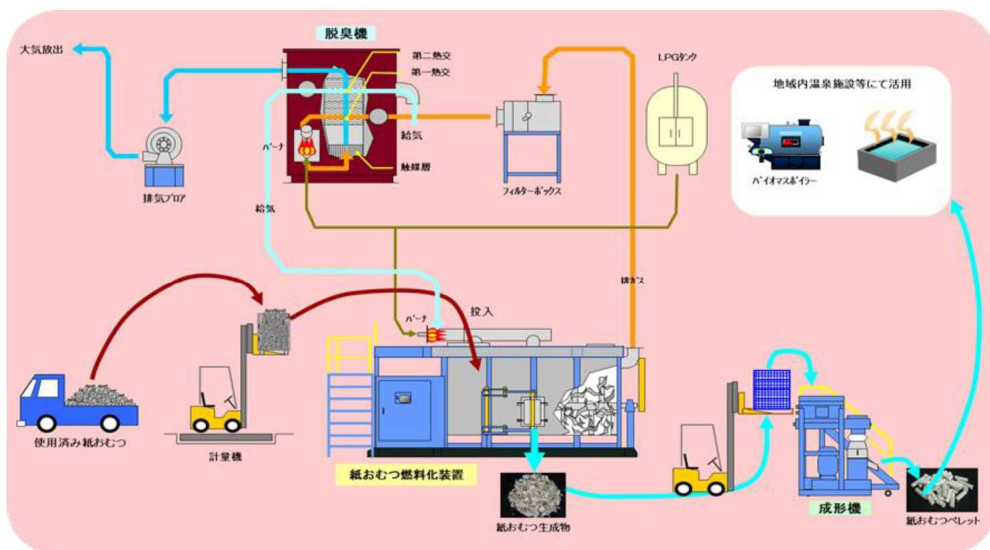 脱臭機
大気放出
第二熱交
第一熱交
LPGﾀﾝｸ
地域内温泉施設等にて活用
ﾊﾞｰﾅ
給気
触媒層
排気ﾌﾞﾛｱ
ﾌｨﾙﾀｰﾎﾞｯｸｽ
ﾊﾞｲｵﾏｽﾎﾞｲﾗｰ
給気
排ｶﾞｽ
ﾊﾞｰﾅ
投入
使用済み紙おむつ
計量機
紙おむつ燃料化装置
紙おむつ生成物
成形機
紙おむつﾍﾟﾚｯﾄ